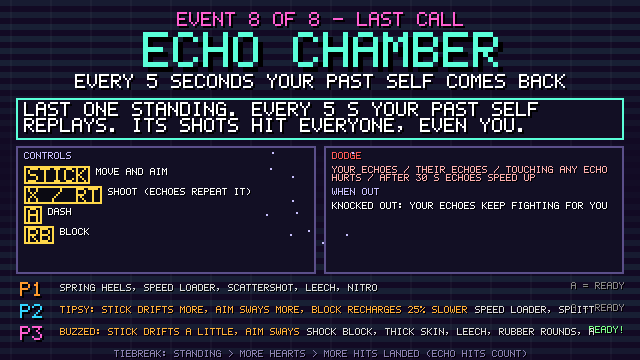 EVENT 8 OF 8 - LAST CALL
ECHO CHAMBER
EVERY 5 SECONDS YOUR PAST SELF COMES BACK
LAST ONE STANDING. EVERY 5 S YOUR PAST SELF
REPLAYS. ITS SHOTS HIT EVERYONE, EVEN YOU.
CONTROLS
STICK MOVE AND AIM
X / RT SHOOT (ECHOES REPEAT IT)
A DASH
RB BLOCK
DODGE
YOUR ECHOES / THEIR ECHOES / TOUCHING ANY ECHO
HURTS / AFTER 30 S ECHOES SPEED UP
WHEN OUT
KNOCKED OUT: YOUR ECHOES KEEP FIGHTING FOR YOU
P1 SPRING HEELS, SPEED LOADER, SCATTERSHOT, LEECH, NITRO A = READY
P2 TIPSY: STICK DRIFTS MORE, AIM SWAYS MORE, BLOCK RECHARGES 25% SLOWER SPEED LOADER, READY
P3 BUZZED: STICK DRIFTS A LITTLE, AIM SWAYS SHOCK BLOCK, THICK SKIN, LEECH, RUBBER ROUNDS, READY!
TIEBREAK: STANDING > MORE HEARTS > MORE HITS LANDED (ECHO HITS COUNT)